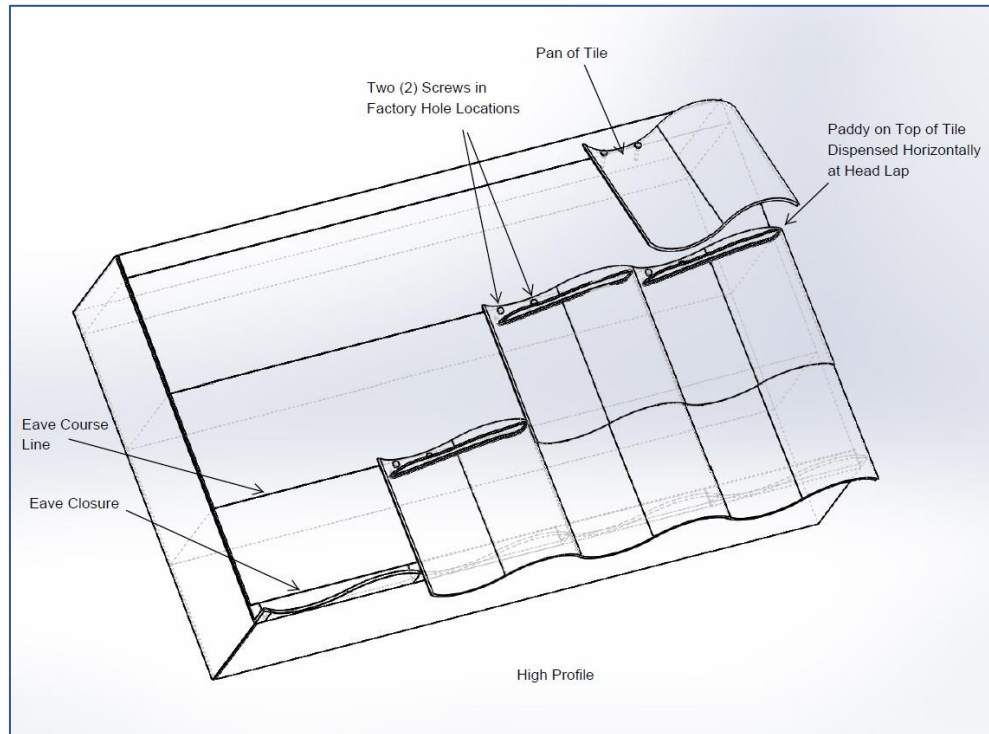 Pan of Tile
Two (2) Screws in
Factory Hole Locations
Paddy on Top of Tile
Dispensed Horizontally
at Head Lap
Eave Course
Line
Eave Closure
High Profile